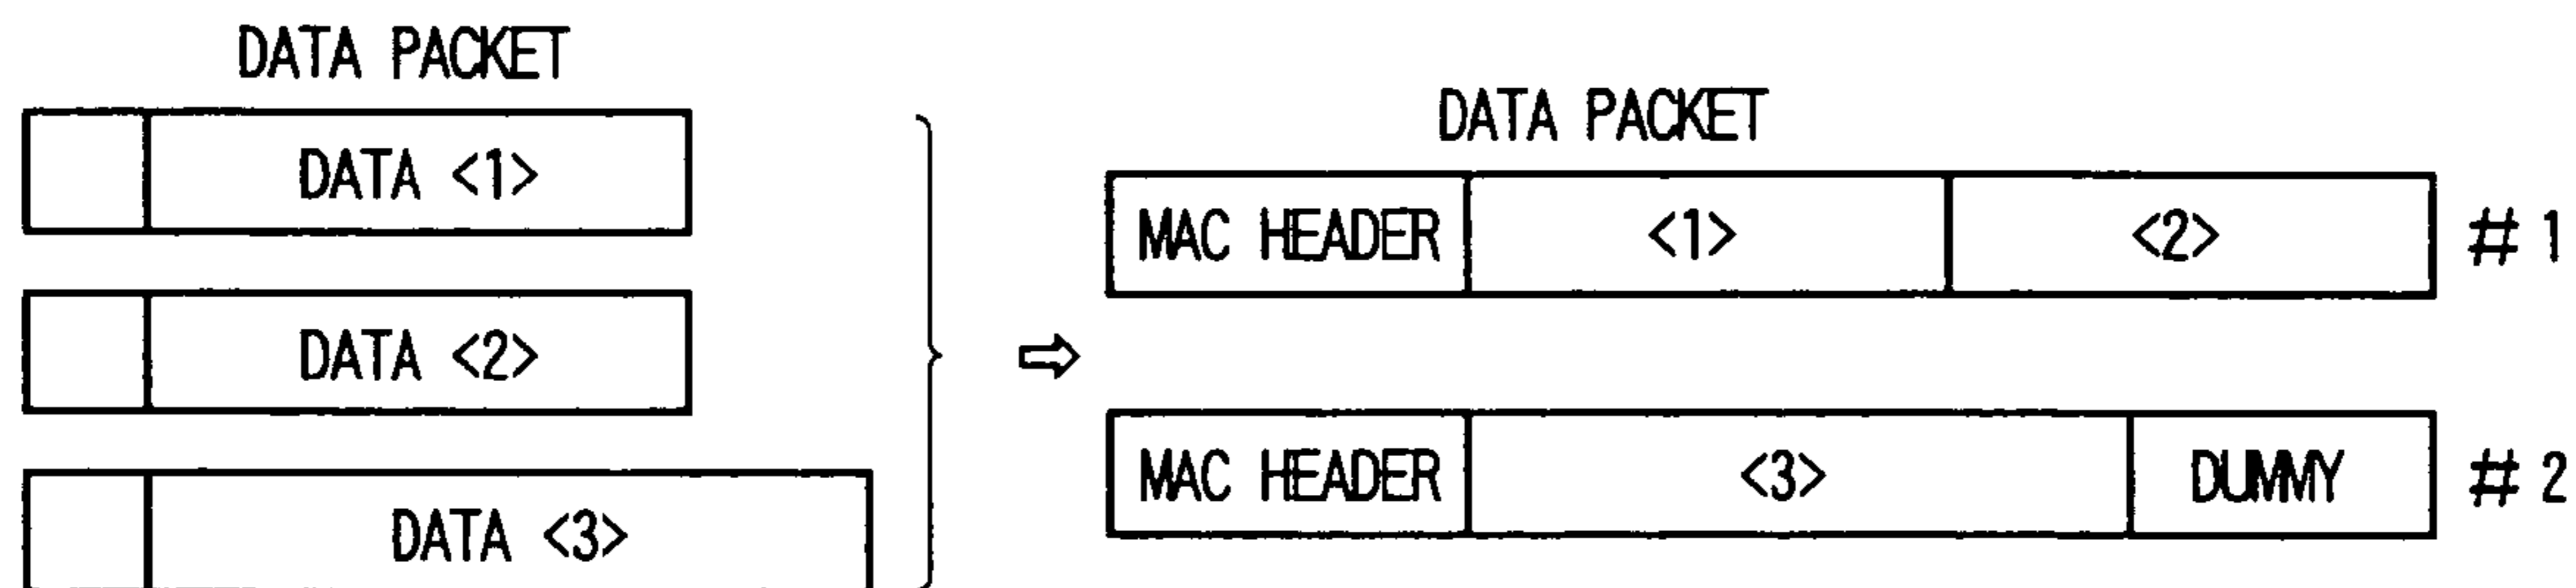 DATA PACKET
DATA <1>
DATA <2>
DATA <3>
DATA PACKET
MAC HEADER <1> <2> # 1
MAC HEADER <3> DUMMY # 2